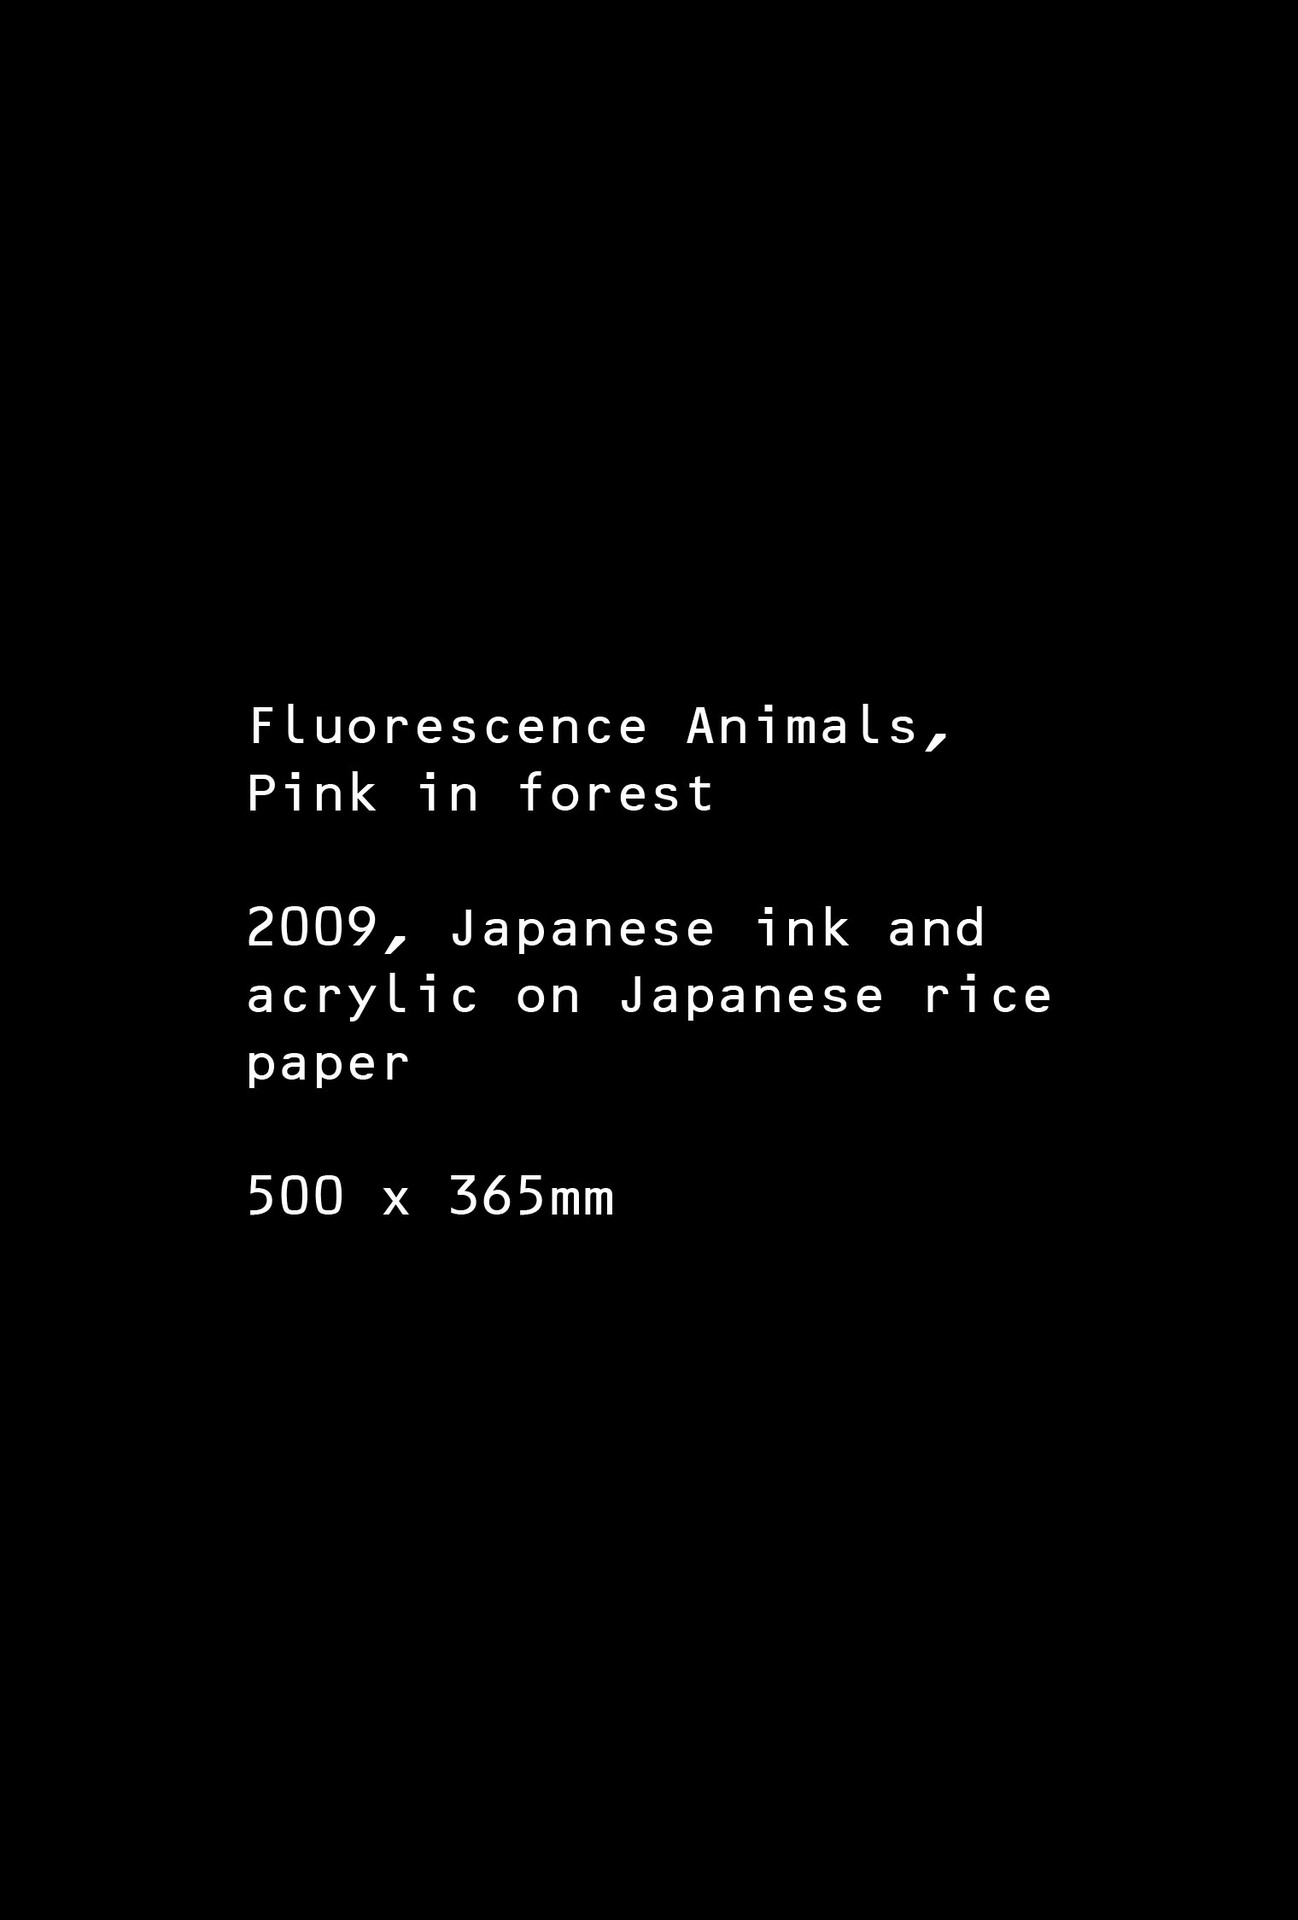 Fluorescence Animals,
Pink in forest
2009, Japanese ink and
acrylic on Japanese rice
paper
500 x 365mm